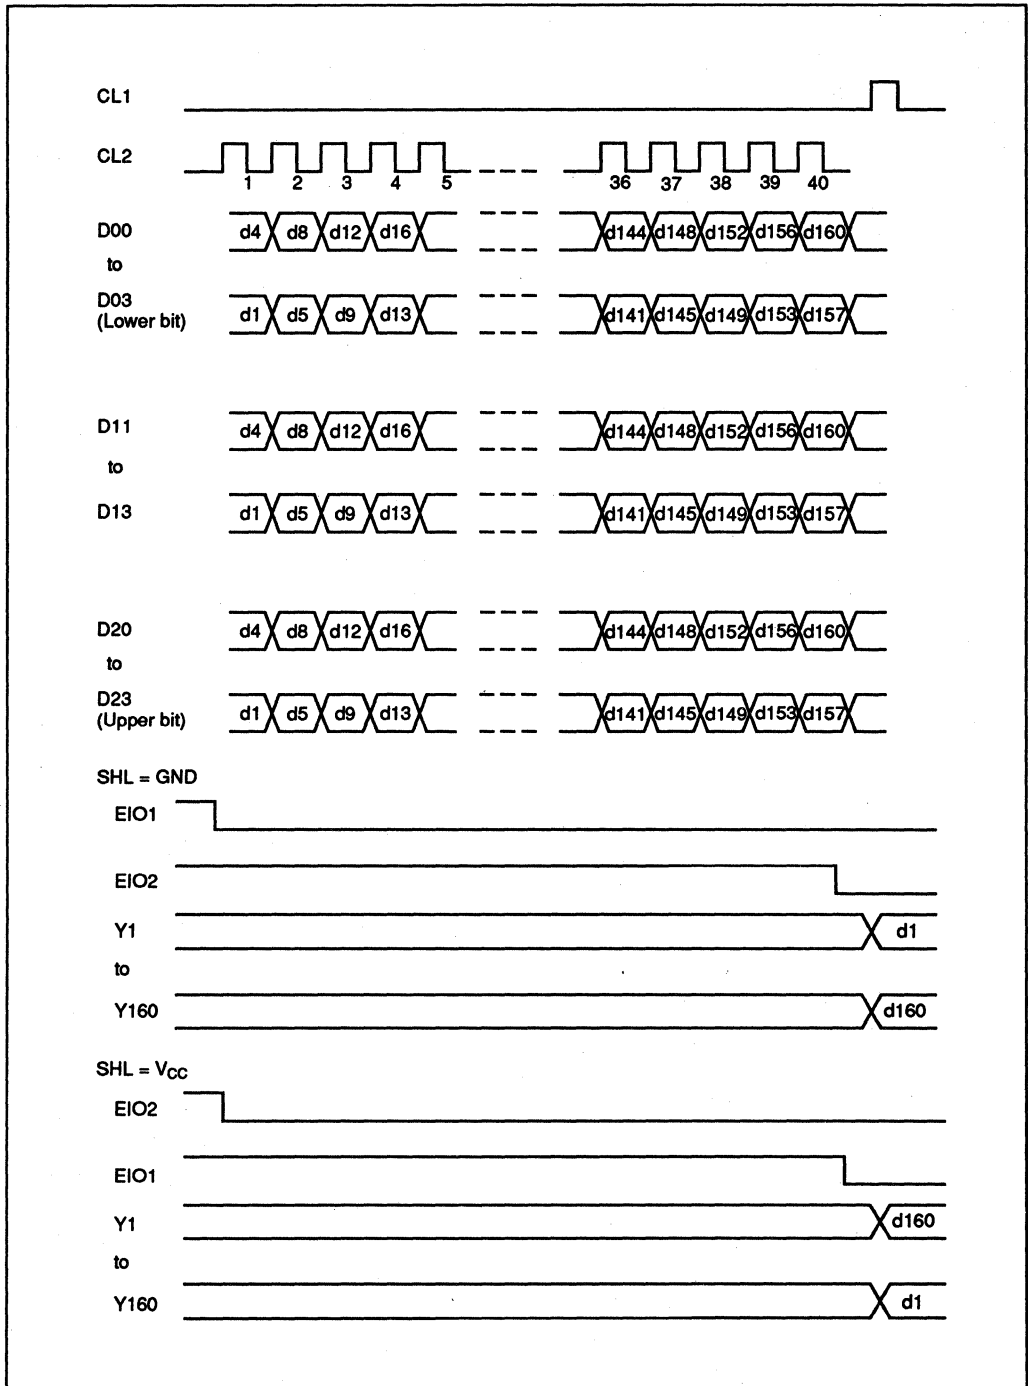 CL1
CL2
1 2 3 4 5 36 37 38 39 40
D00 d4 d8 d12 d16 d144 d148 d152 d156 d160
to
D03 d1 d5 d9 d13 d141 d145 d149 d153 d157
(Lower bit)
D11 d4 d8 d12 d16 d144 d148 d152 d156 d160
to
D13 d1 d5 d9 d13 d141 d145 d149 d153 d157
D20 d4 d8 d12 d16 d144 d148 d152 d156 d160
to
D23 d1 d5 d9 d13 d141 d145 d149 d153 d157
(Upper bit)
SHL = GND
EIO1
EIO2
Y1 d1
to
Y160 d160
SHL = VCC
EIO2
EIO1
Y1 d160
to
Y160 d1